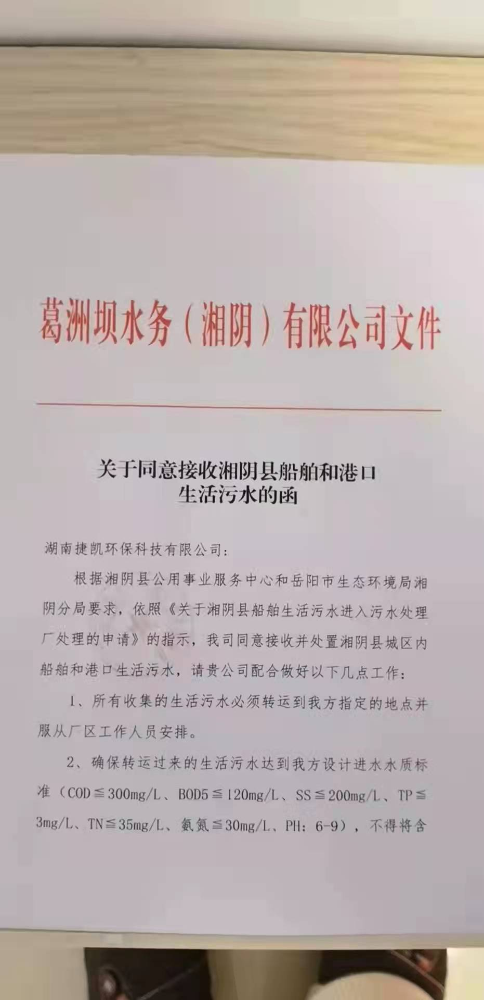 葛洲坝水务（湘阴）有限公司文件
关于同意接收湘阴县船舶和港口
生活污水的函
湖南捷凯环保科技有限公司：
根据湘阴县公用事业服务中心和岳阳市生态环境局湘
阴分局要求，依照《关于湘阴县船舶生活污水进入污水处理
厂处理的申请》的指示，我司同意接收并处置湘阴县城区内
船舶和港口生活污水，请贵公司配合做好以下几点工作：
1、所有收集的生活污水必须转运到我方指定的地点并
服从厂区工作人员安排。
2、确保转运过来的生活污水达到我方设计进水水质标
准（COD≦300mg/L、BOD5≦120mg/L、SS≦200mg/L、TP≦
3mg/L、TN≦35mg/L、氨氮≦30mg/L、PH：6-9），不得将含